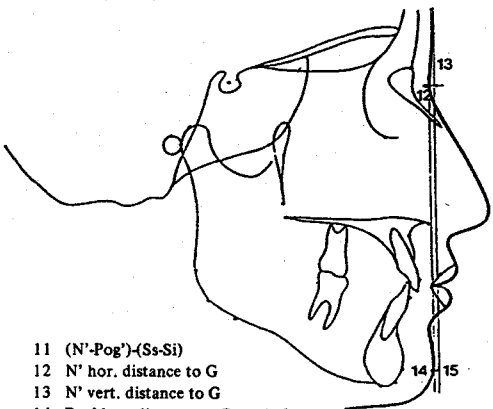 13
12
14 15
11 (N'-Pog')-(Ss-Si)
12 N' hor. distance to G
13 N' vert. distance to G